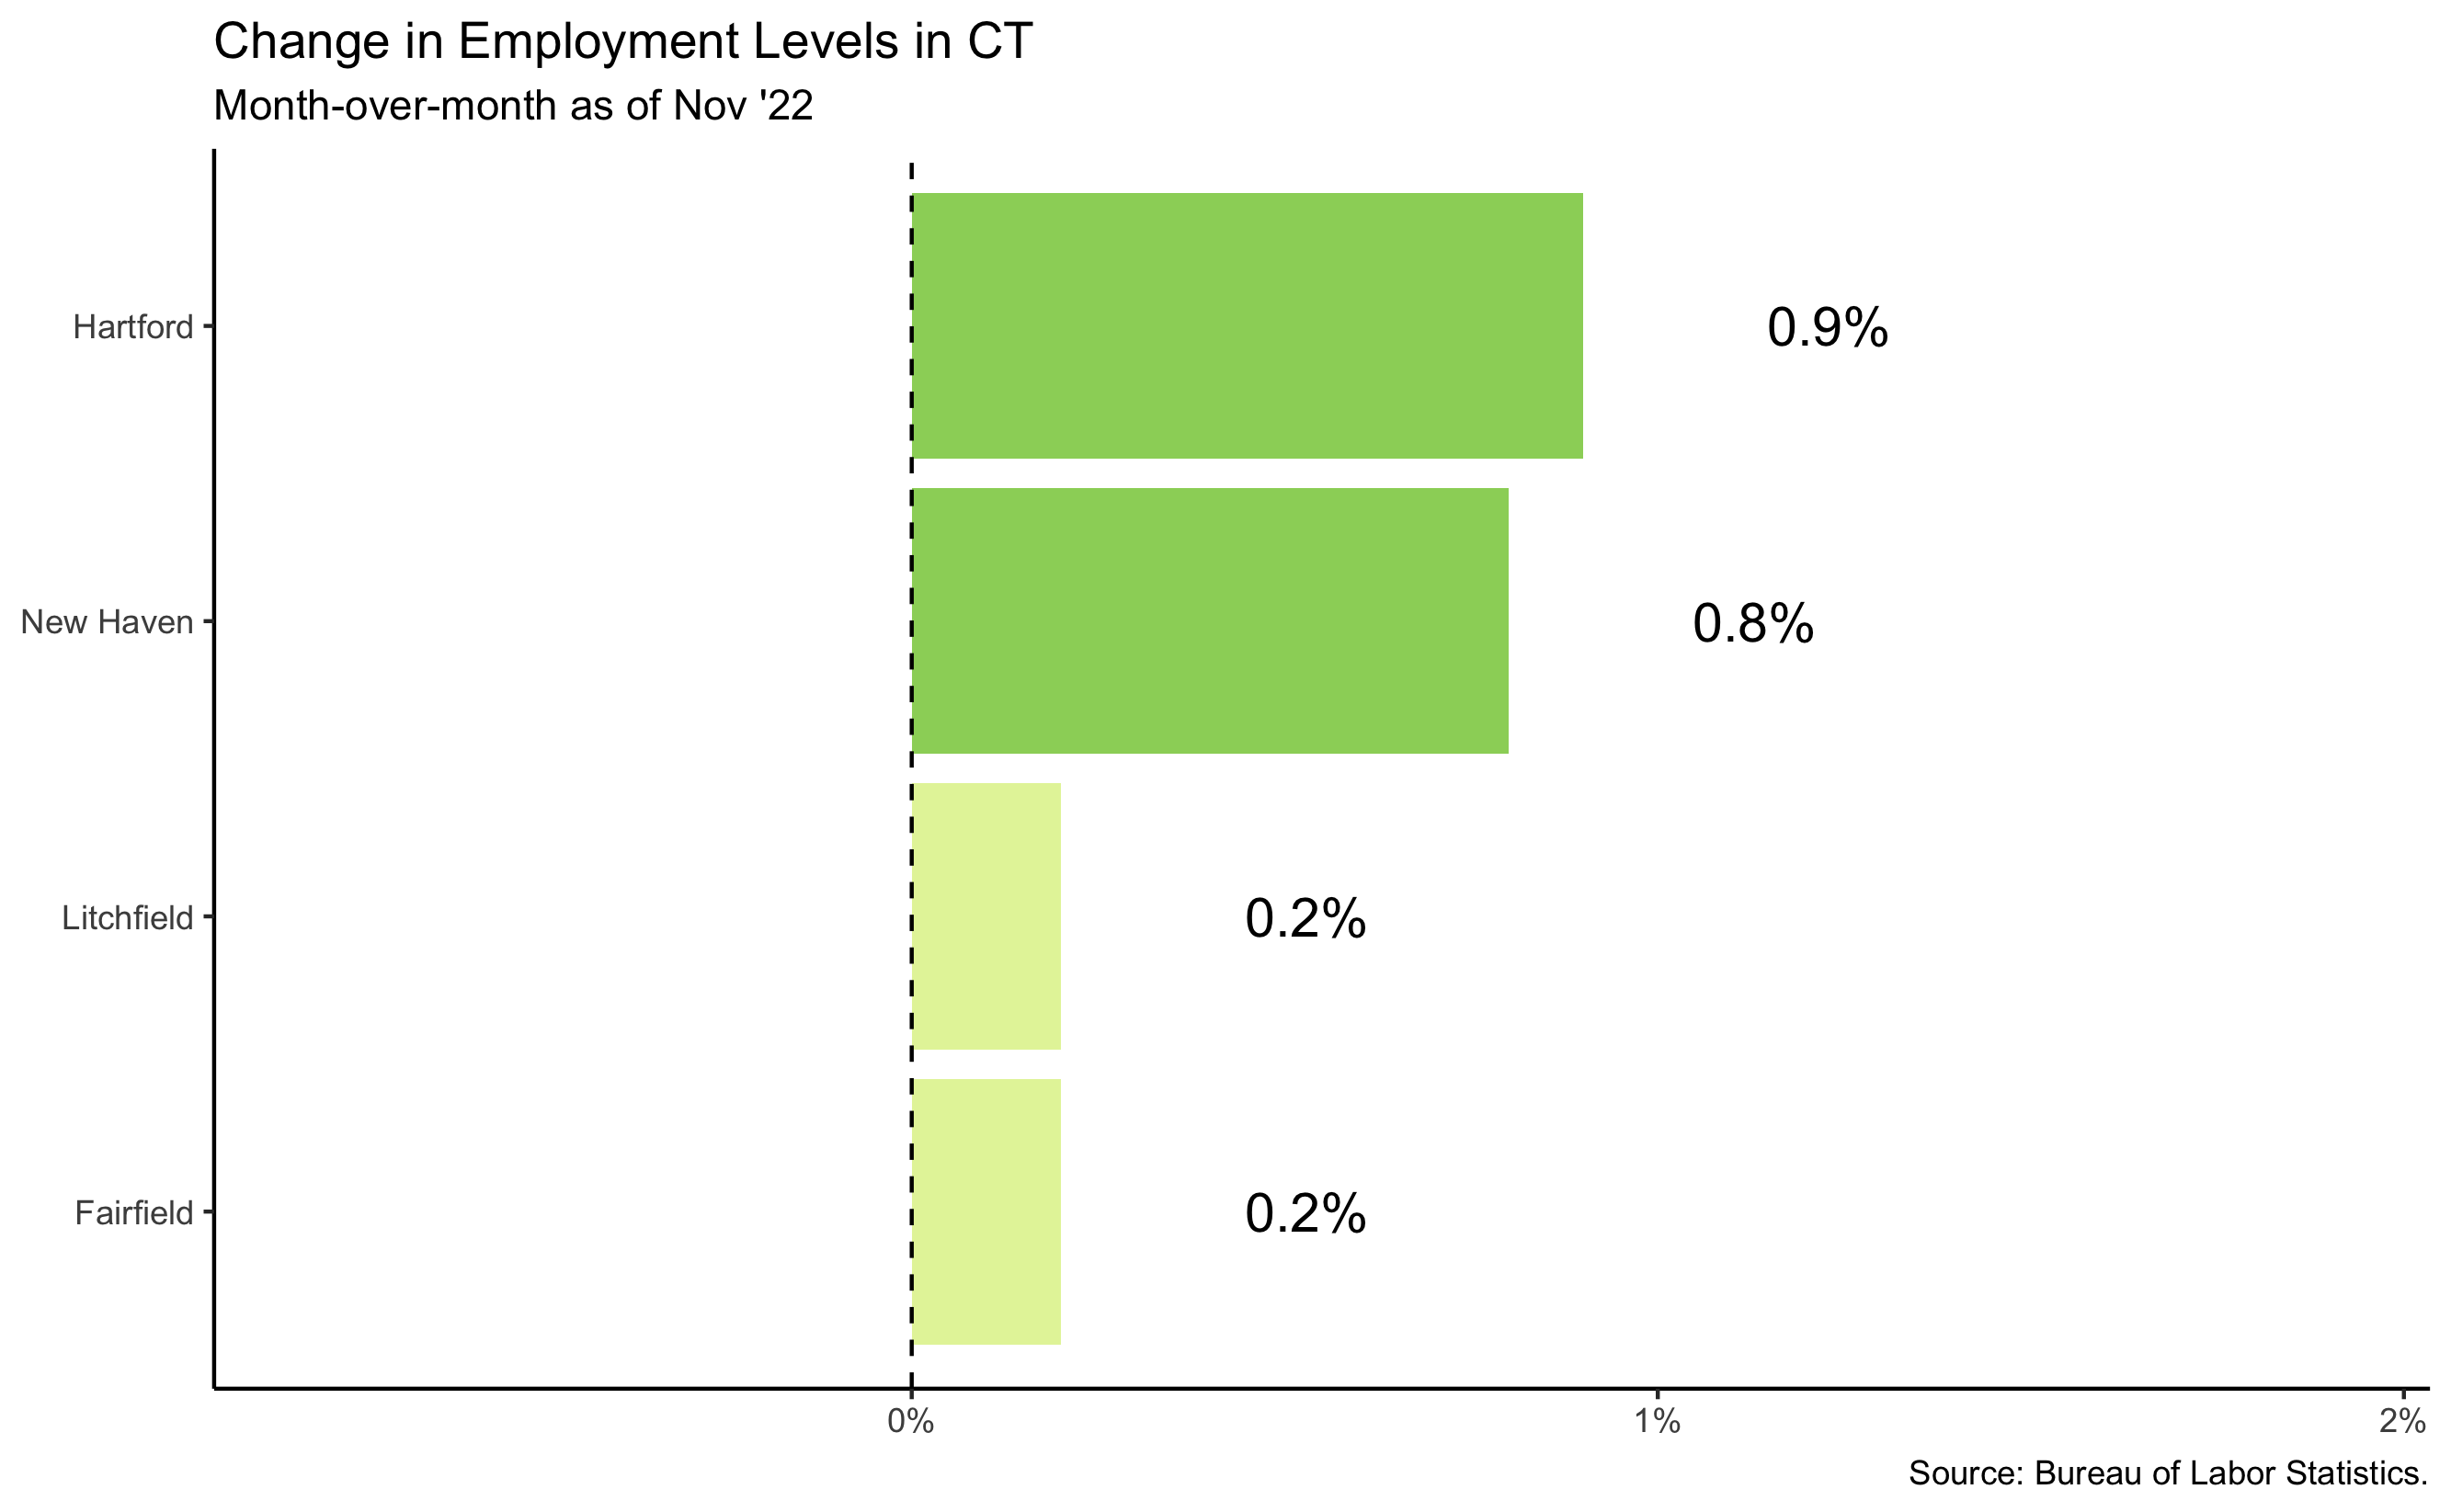 Change in Employment Levels in CT
Month-over-month as of Nov '22
Hartford
0.9%
New Haven
0.8%
Litchfield
0.2%
Fairfield
0.2%
0%
1%
2%
Source: Bureau of Labor Statistics.